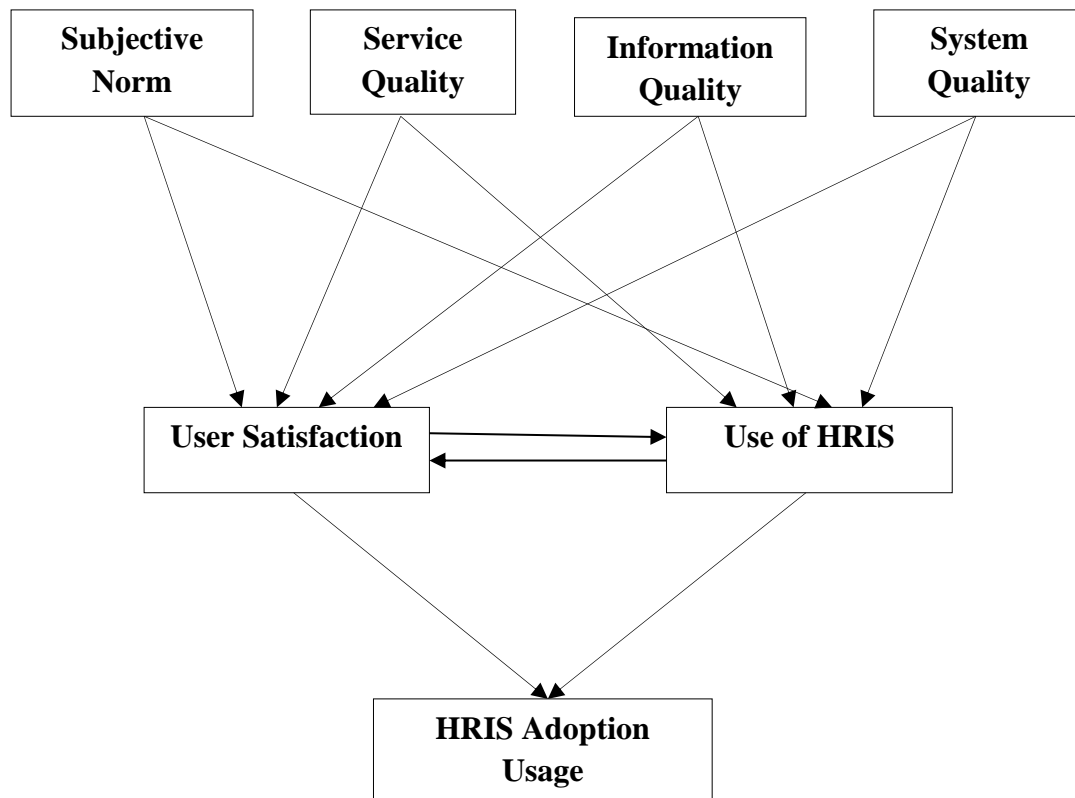 Subjective
Norm
Service
Quality
Information
Quality
System
Quality
User Satisfaction
Use of HRIS
HRIS Adoption
Usage